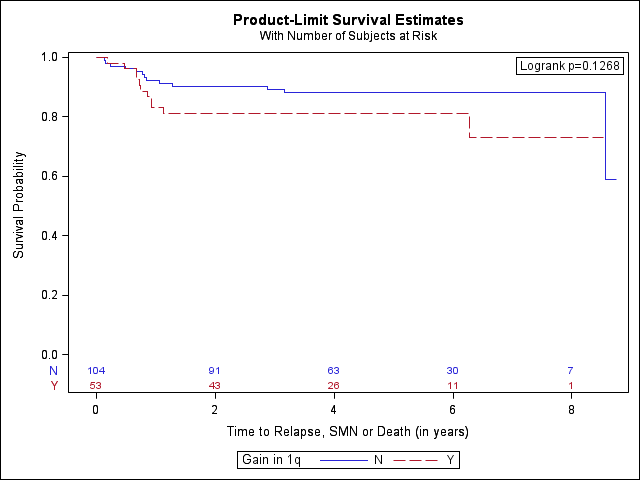 Product-Limit Survival Estimates
With Number of Subjects at Risk
Logrank p=0.1268
Survival Probability
1.0
0.8
0.6
0.4
0.2
0.0
N 104 91 63 30 7
Y 53 43 26 11 1
0 2 4 6 8
Time to Relapse, SMN or Death (in years)
Gain in 1q N Y